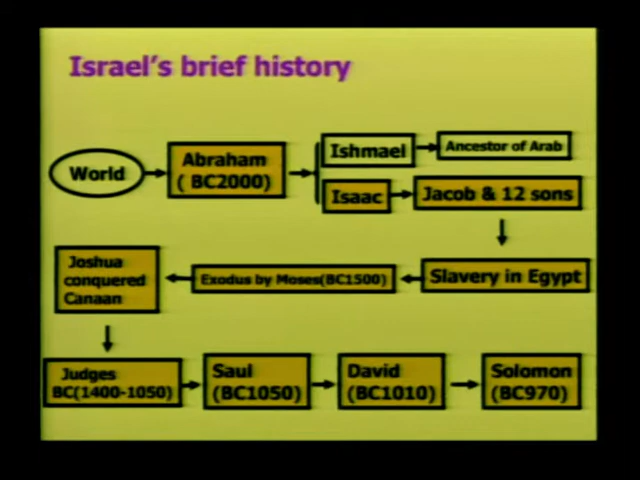 Israel's brief history
World
Abraham
( BC2000)
Ishmael
Ancestor of Arab
Isaac
Jacob & 12 sons
Joshua
conquered
Canaan
Exodus by Moses(BC1500)
Slavery in Egypt
Judges
BC(1400-1050)
Saul
(BC1050)
David
(BC1010)
Solomon
(BC970)